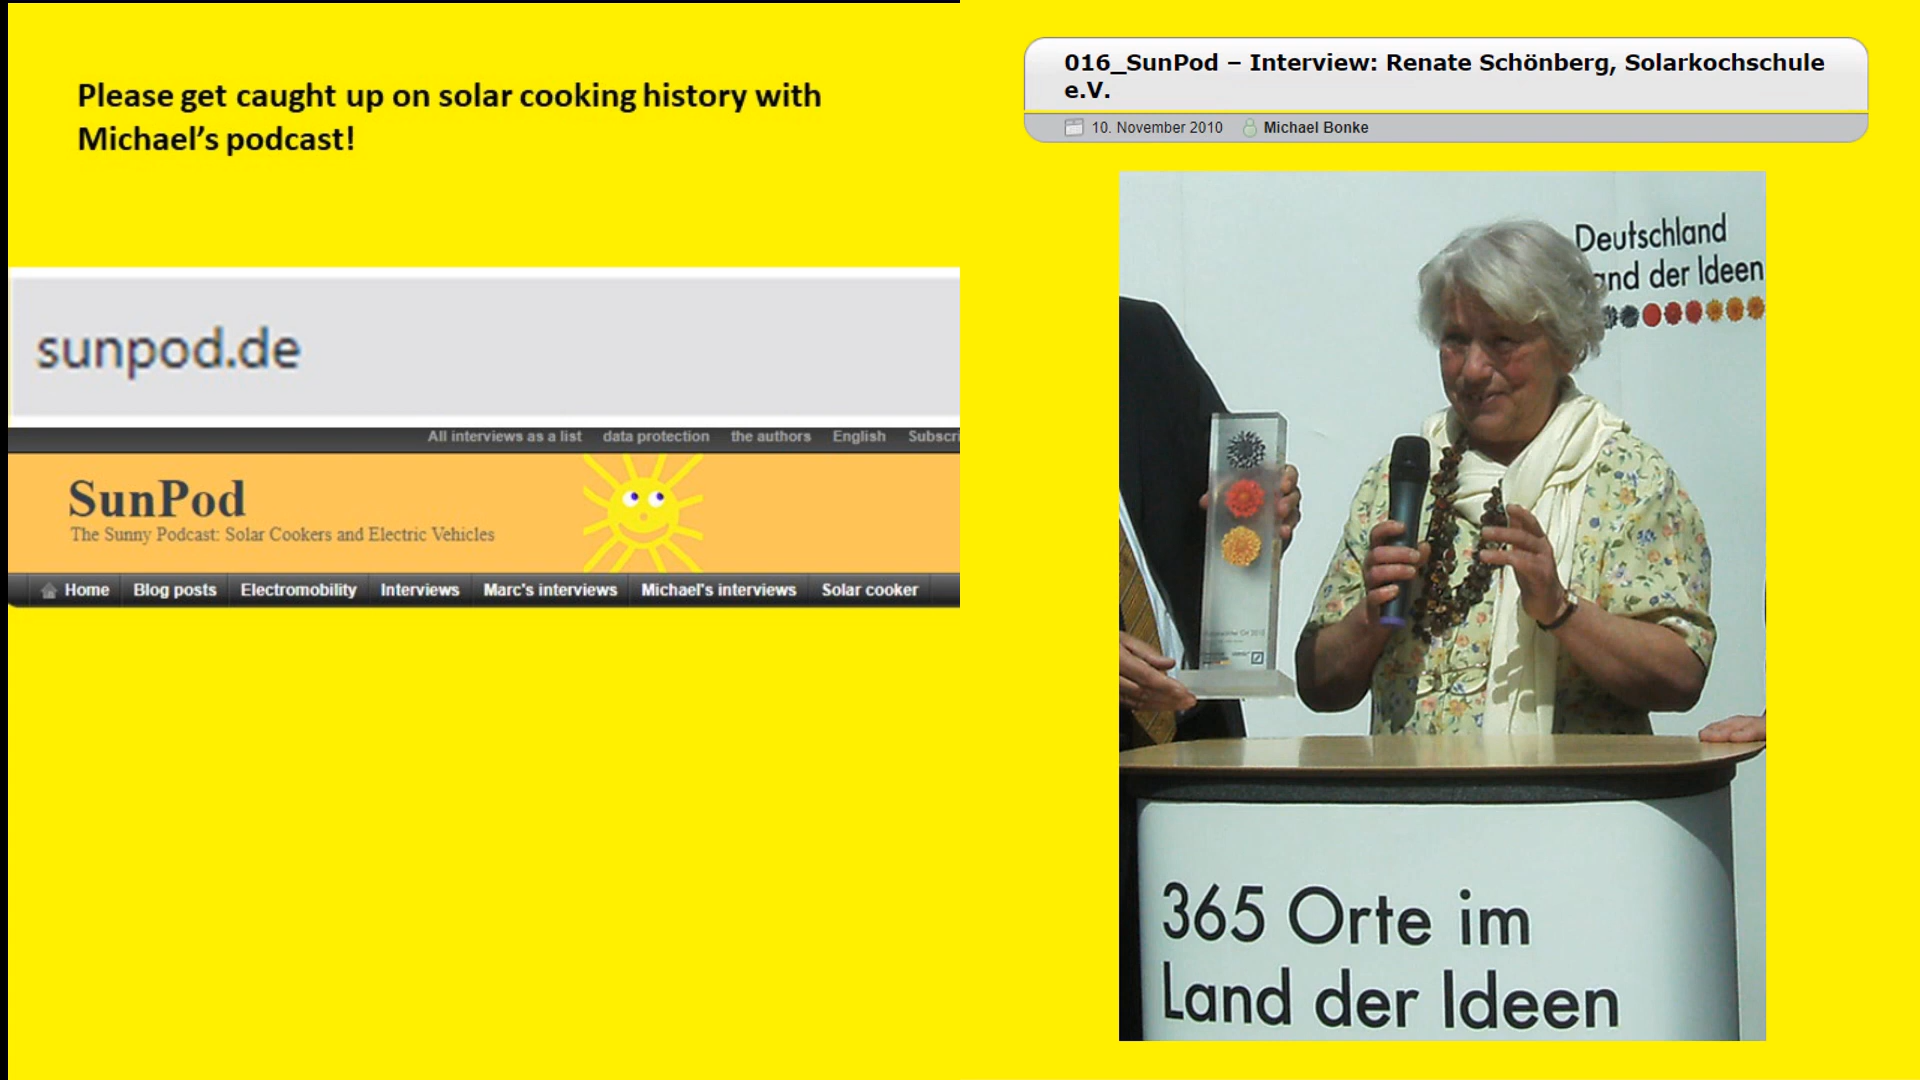 Please get caught up on solar cooking history with
Michael's podcast!
sunpod.de
All interviews as a list data protection the authors English Subscri
SunPod
The Sunny Podcast: Solar Cookers and Electric Vehicles
Home Blog posts Electromobility Interviews Marc's interviews Michael's interviews Solar cooker
016_SunPod – Interview: Renate Schönberg, Solarkochschule
e.V.
10. November 2010 Michael Bonke
Deutschland
and der Ideen
365 Orte im
Land der Ideen